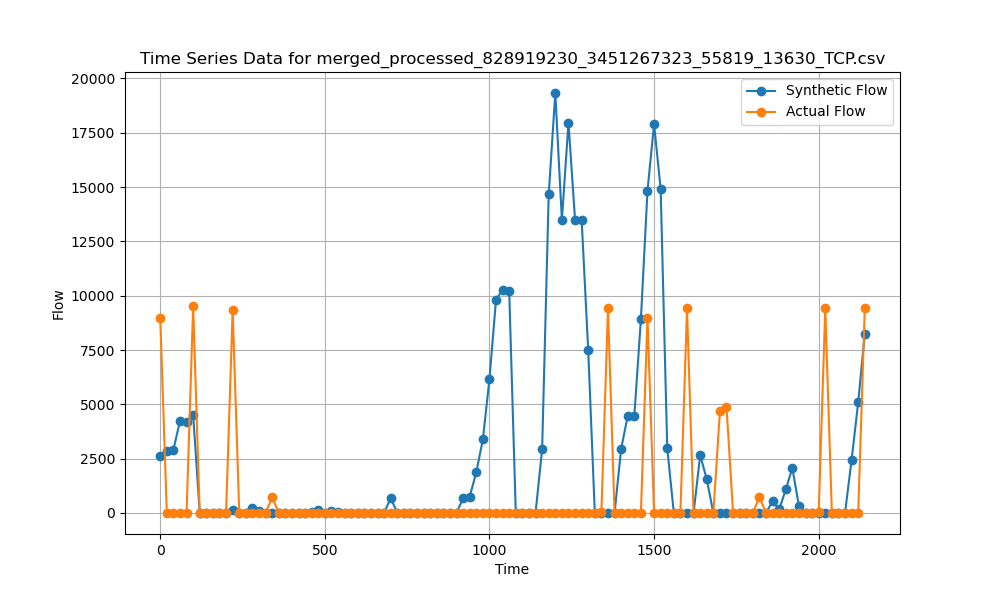 Time Series Data for merged_processed_828919230_3451267323_55819_13630_TCP.csv
Synthetic Flow
Actual Flow
Flow
20000
17500
15000
12500
10000
7500
5000
2500
0
0 500 1000 1500 2000
Time